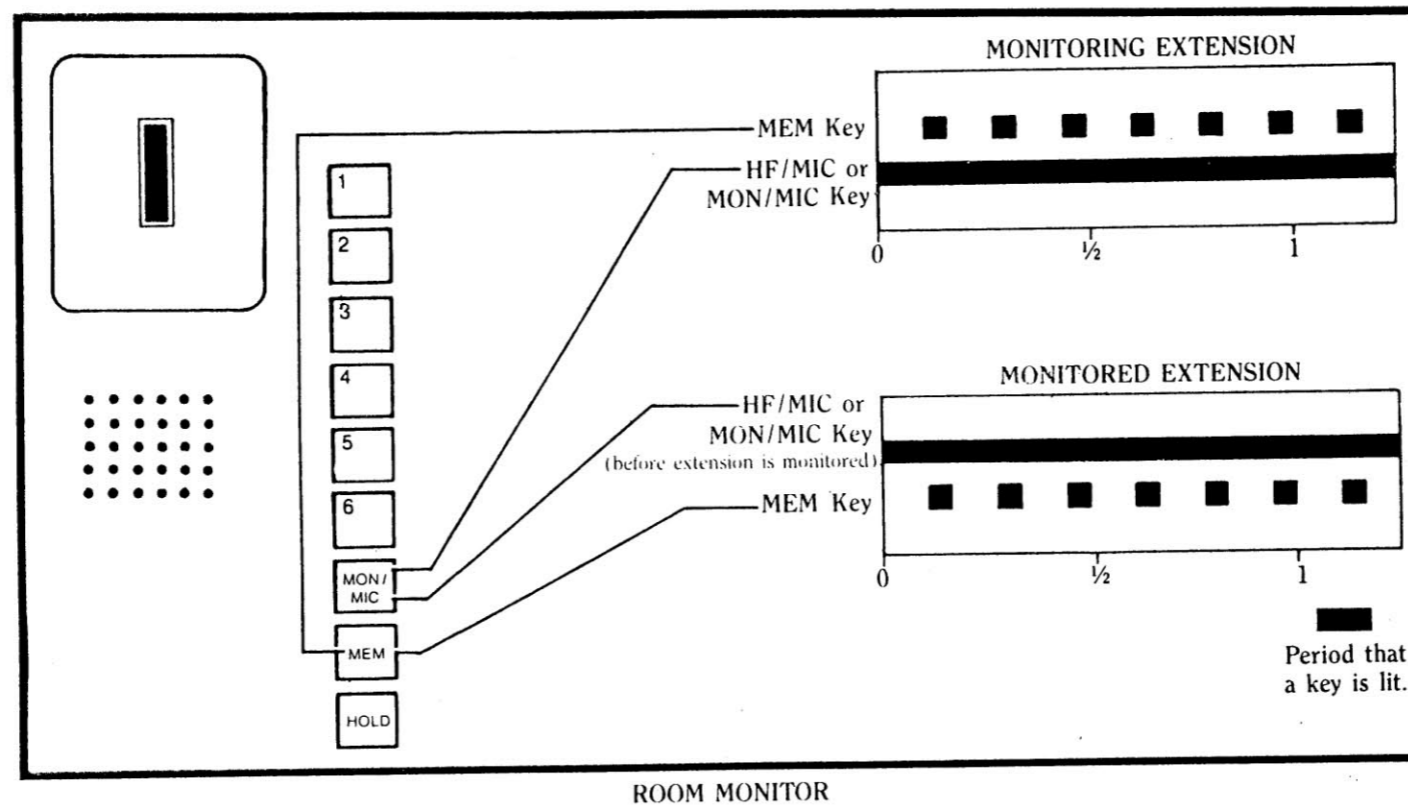 MONITORING EXTENSION
MEM Key
HF/MIC or
MON/MIC Key
0 ½ 1
1
2
3
4
5
6
MON/
MIC
MEM
HOLD
MONITORED EXTENSION
HF/MIC or
MON/MIC Key
(before extension is monitored)
MEM Key
0 ½ 1
Period that
a key is lit.
ROOM MONITOR